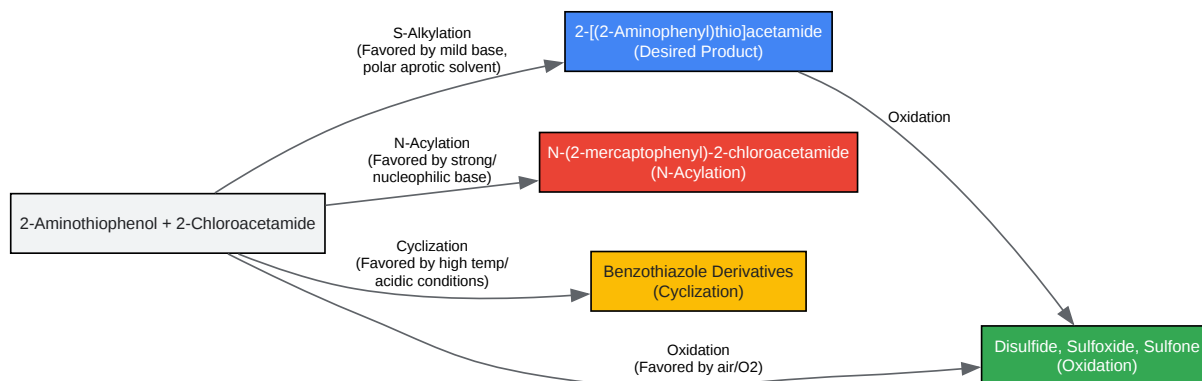 S-Alkylation
(Favored by mild base,
polar aprotic solvent)
2-[(2-Aminophenyl)thio]acetamide
(Desired Product)
Oxidation
N-Acylation
(Favored by strong/
nucleophilic base)
N-(2-mercaptophenyl)-2-chloroacetamide
(N-Acylation)
2-Aminothiophenol + 2-Chloroacetamide
Cyclization
(Favored by high temp/
acidic conditions)
Benzothiazole Derivatives
(Cyclization)
Oxidation
(Favored by air/O2)
Disulfide, Sulfoxide, Sulfone
(Oxidation)